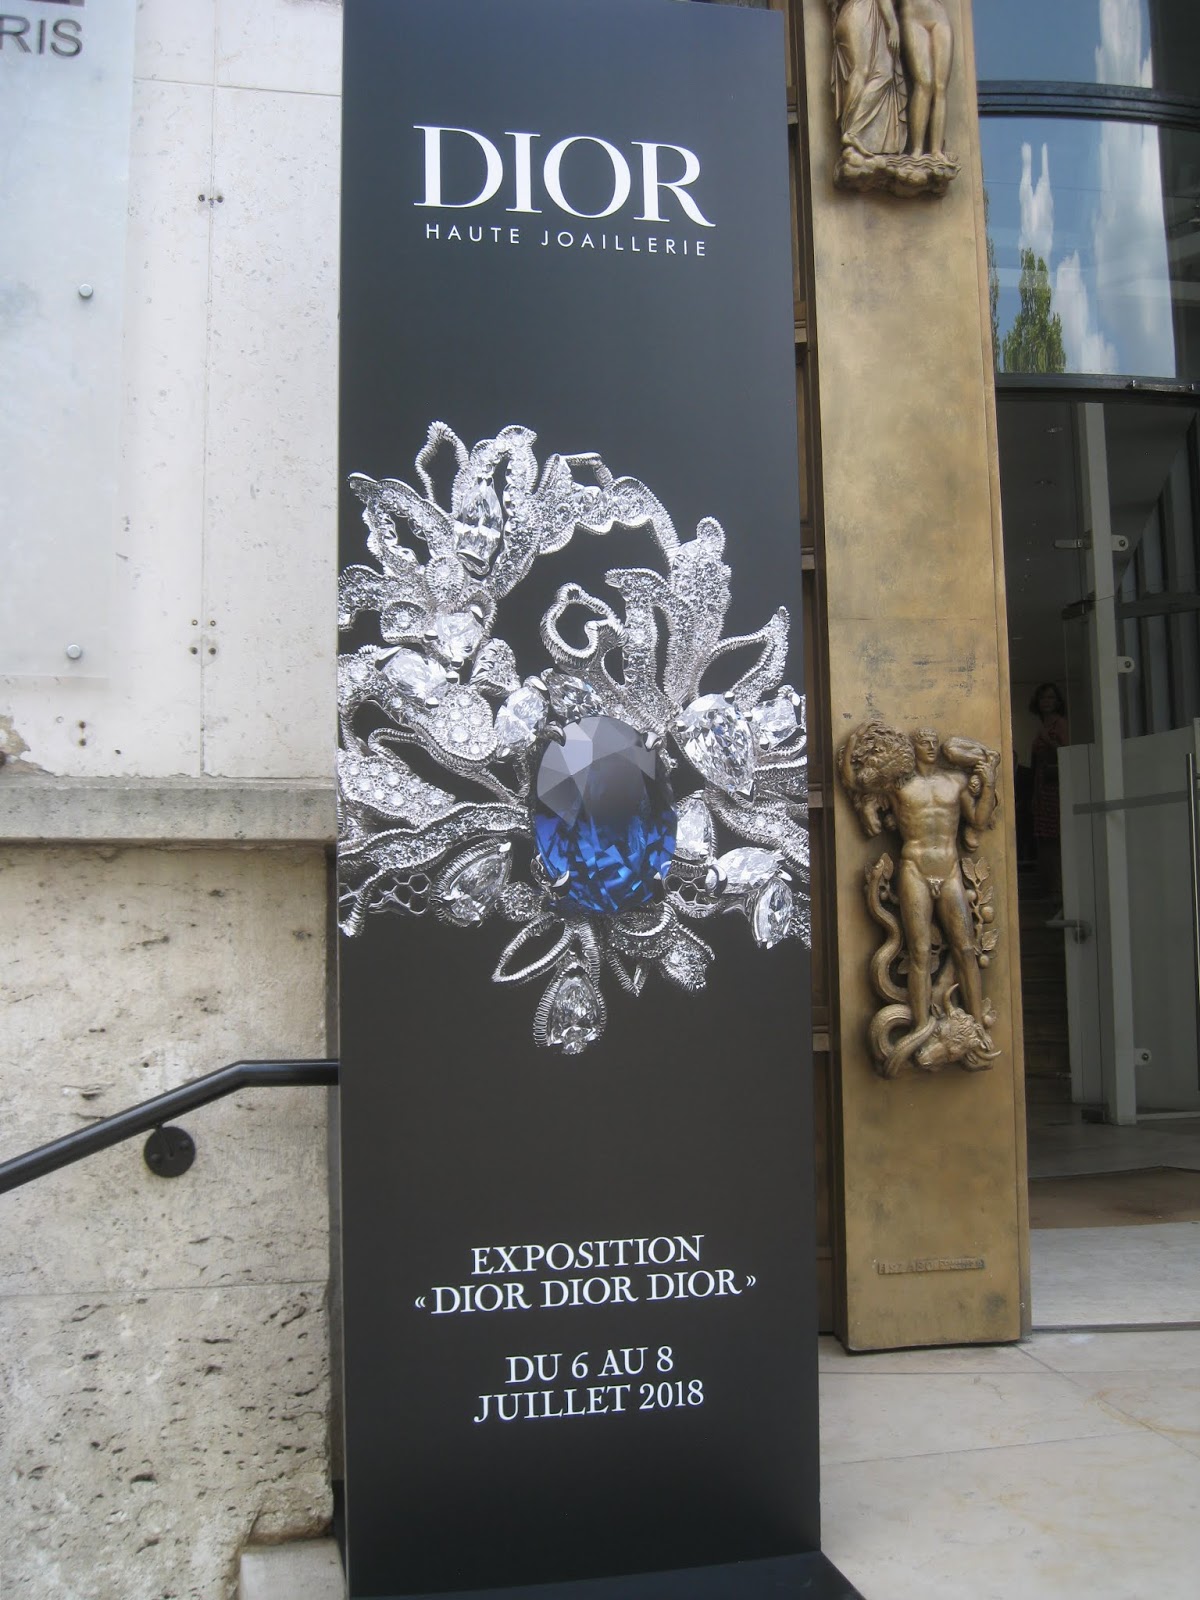 RIS
DIOR
HAUTE JOAILLERIE
EXPOSITION
« DIOR DIOR DIOR »
DU 6 AU 8
JUILLET 2018